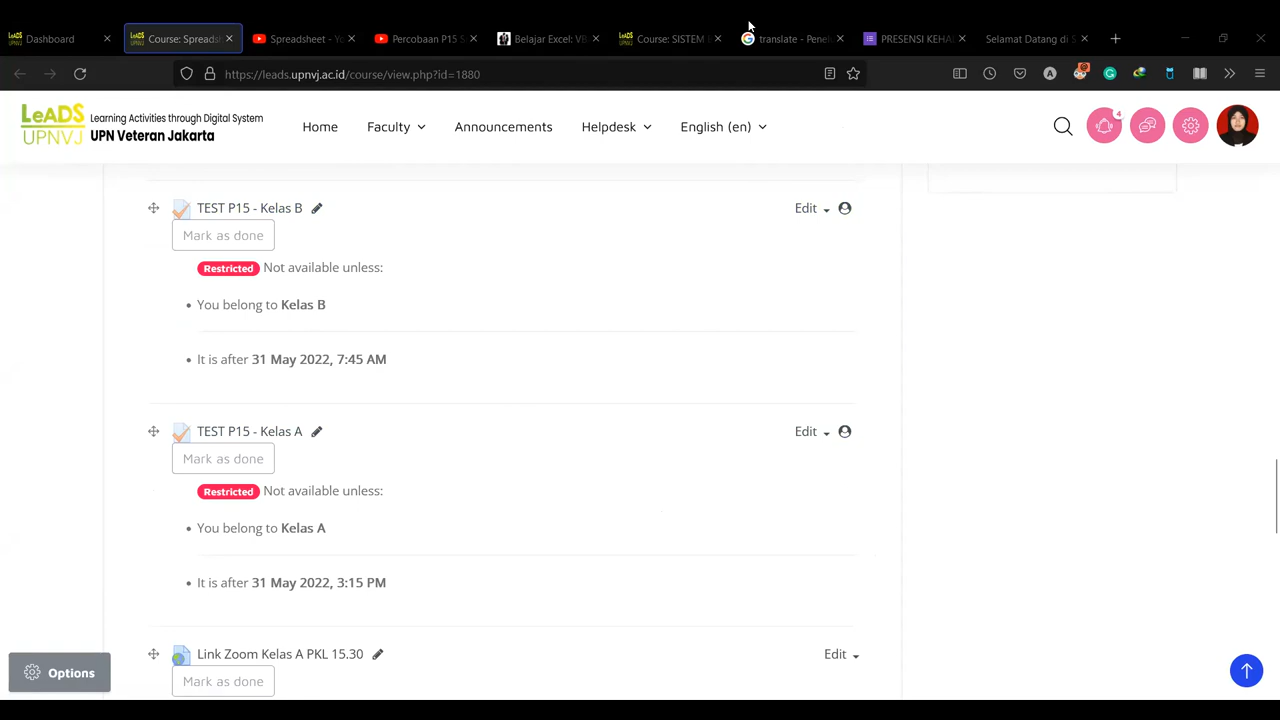 Dashboard
Course: Spreads
Spreadsheet - Yo
Percobaan P15 S
Belajar Excel: VB
Course: SISTEM
translate - Penel
PRESENSI KEHA
Selamat Datang di S
https://leads.upnvj.ac.id/course/view.php?id=1880
LeADS
UPNVJ
Learning Activities through Digital System
UPN Veteran Jakarta
Home
Faculty
Announcements
Helpdesk
English (en)
4
TEST P15 - Kelas B
Edit
Mark as done
Restricted Not available unless:
• You belong to Kelas B
• It is after 31 May 2022, 7:45 AM
TEST P15 - Kelas A
Edit
Mark as done
Restricted Not available unless:
• You belong to Kelas A
• It is after 31 May 2022, 3:15 PM
Link Zoom Kelas A PKL 15.30
Edit
Mark as done
Options